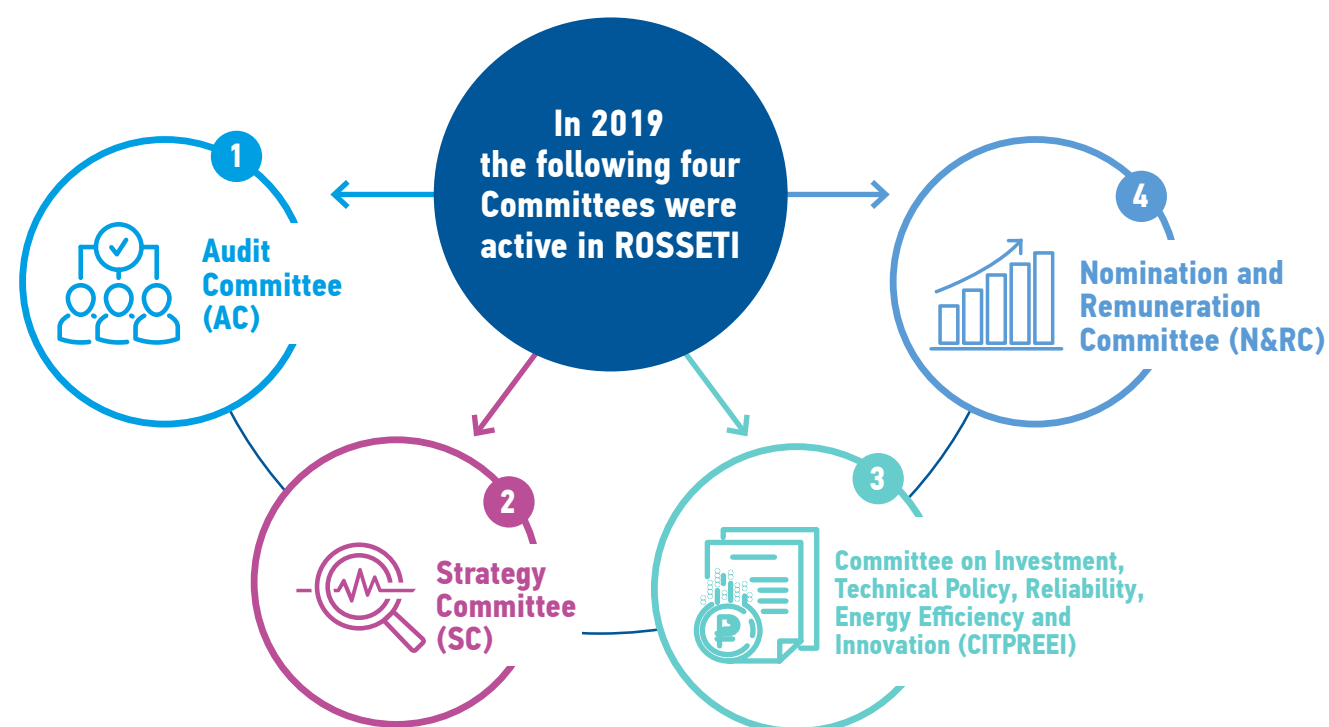 In 2019
the following four
Committees were
active in ROSSETI
1
Audit
Committee
(AC)
2
Strategy
Committee
(SC)
3
Committee on Investment,
Technical Policy, Reliability,
Energy Efficiency and
Innovation (CITPREEI)
4
Nomination and
Remuneration
Committee (N&RC)